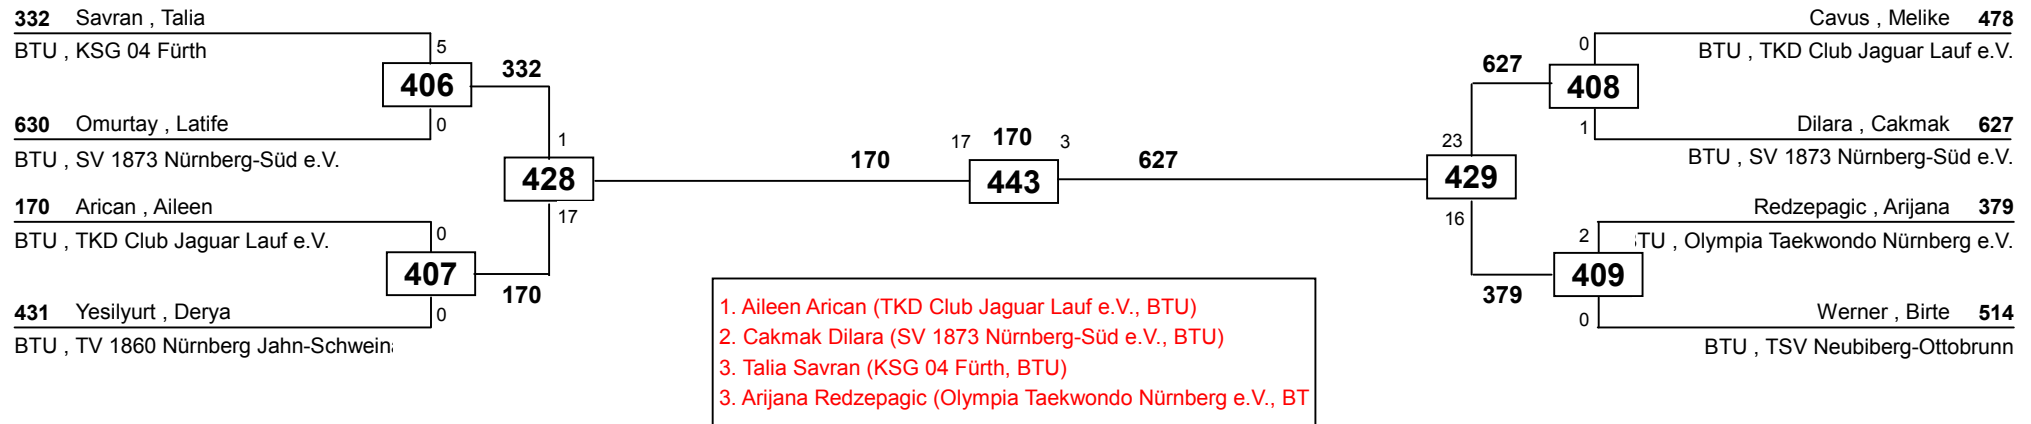 332 Savran , Talia
BTU , KSG 04 Fürth
5
406
332
0
630 Omurtay , Latife
BTU , SV 1873 Nürnberg-Süd e.V.
1
428
17
170 Arican , Aileen
BTU , TKD Club Jaguar Lauf e.V.
0
407
170
0
431 Yesilyurt , Derya
BTU , TV 1860 Nürnberg Jahn-Schwein
170
17 170 3
443
627
Cavus , Melike 478
BTU , TKD Club Jaguar Lauf e.V.
0
627
408
1
Dilara , Cakmak 627
BTU , SV 1873 Nürnberg-Süd e.V.
23
429
16
Redzepagic , Arijana 379
TU , Olympia Taekwondo Nürnberg e.V.
2
409
379
0
Werner , Birte 514
BTU , TSV Neubiberg-Ottobrunn
1. Aileen Arican (TKD Club Jaguar Lauf e.V., BTU)
2. Cakmak Dilara (SV 1873 Nürnberg-Süd e.V., BTU)
3. Talia Savran (KSG 04 Fürth, BTU)
3. Arijana Redzepagic (Olympia Taekwondo Nürnberg e.V., BT